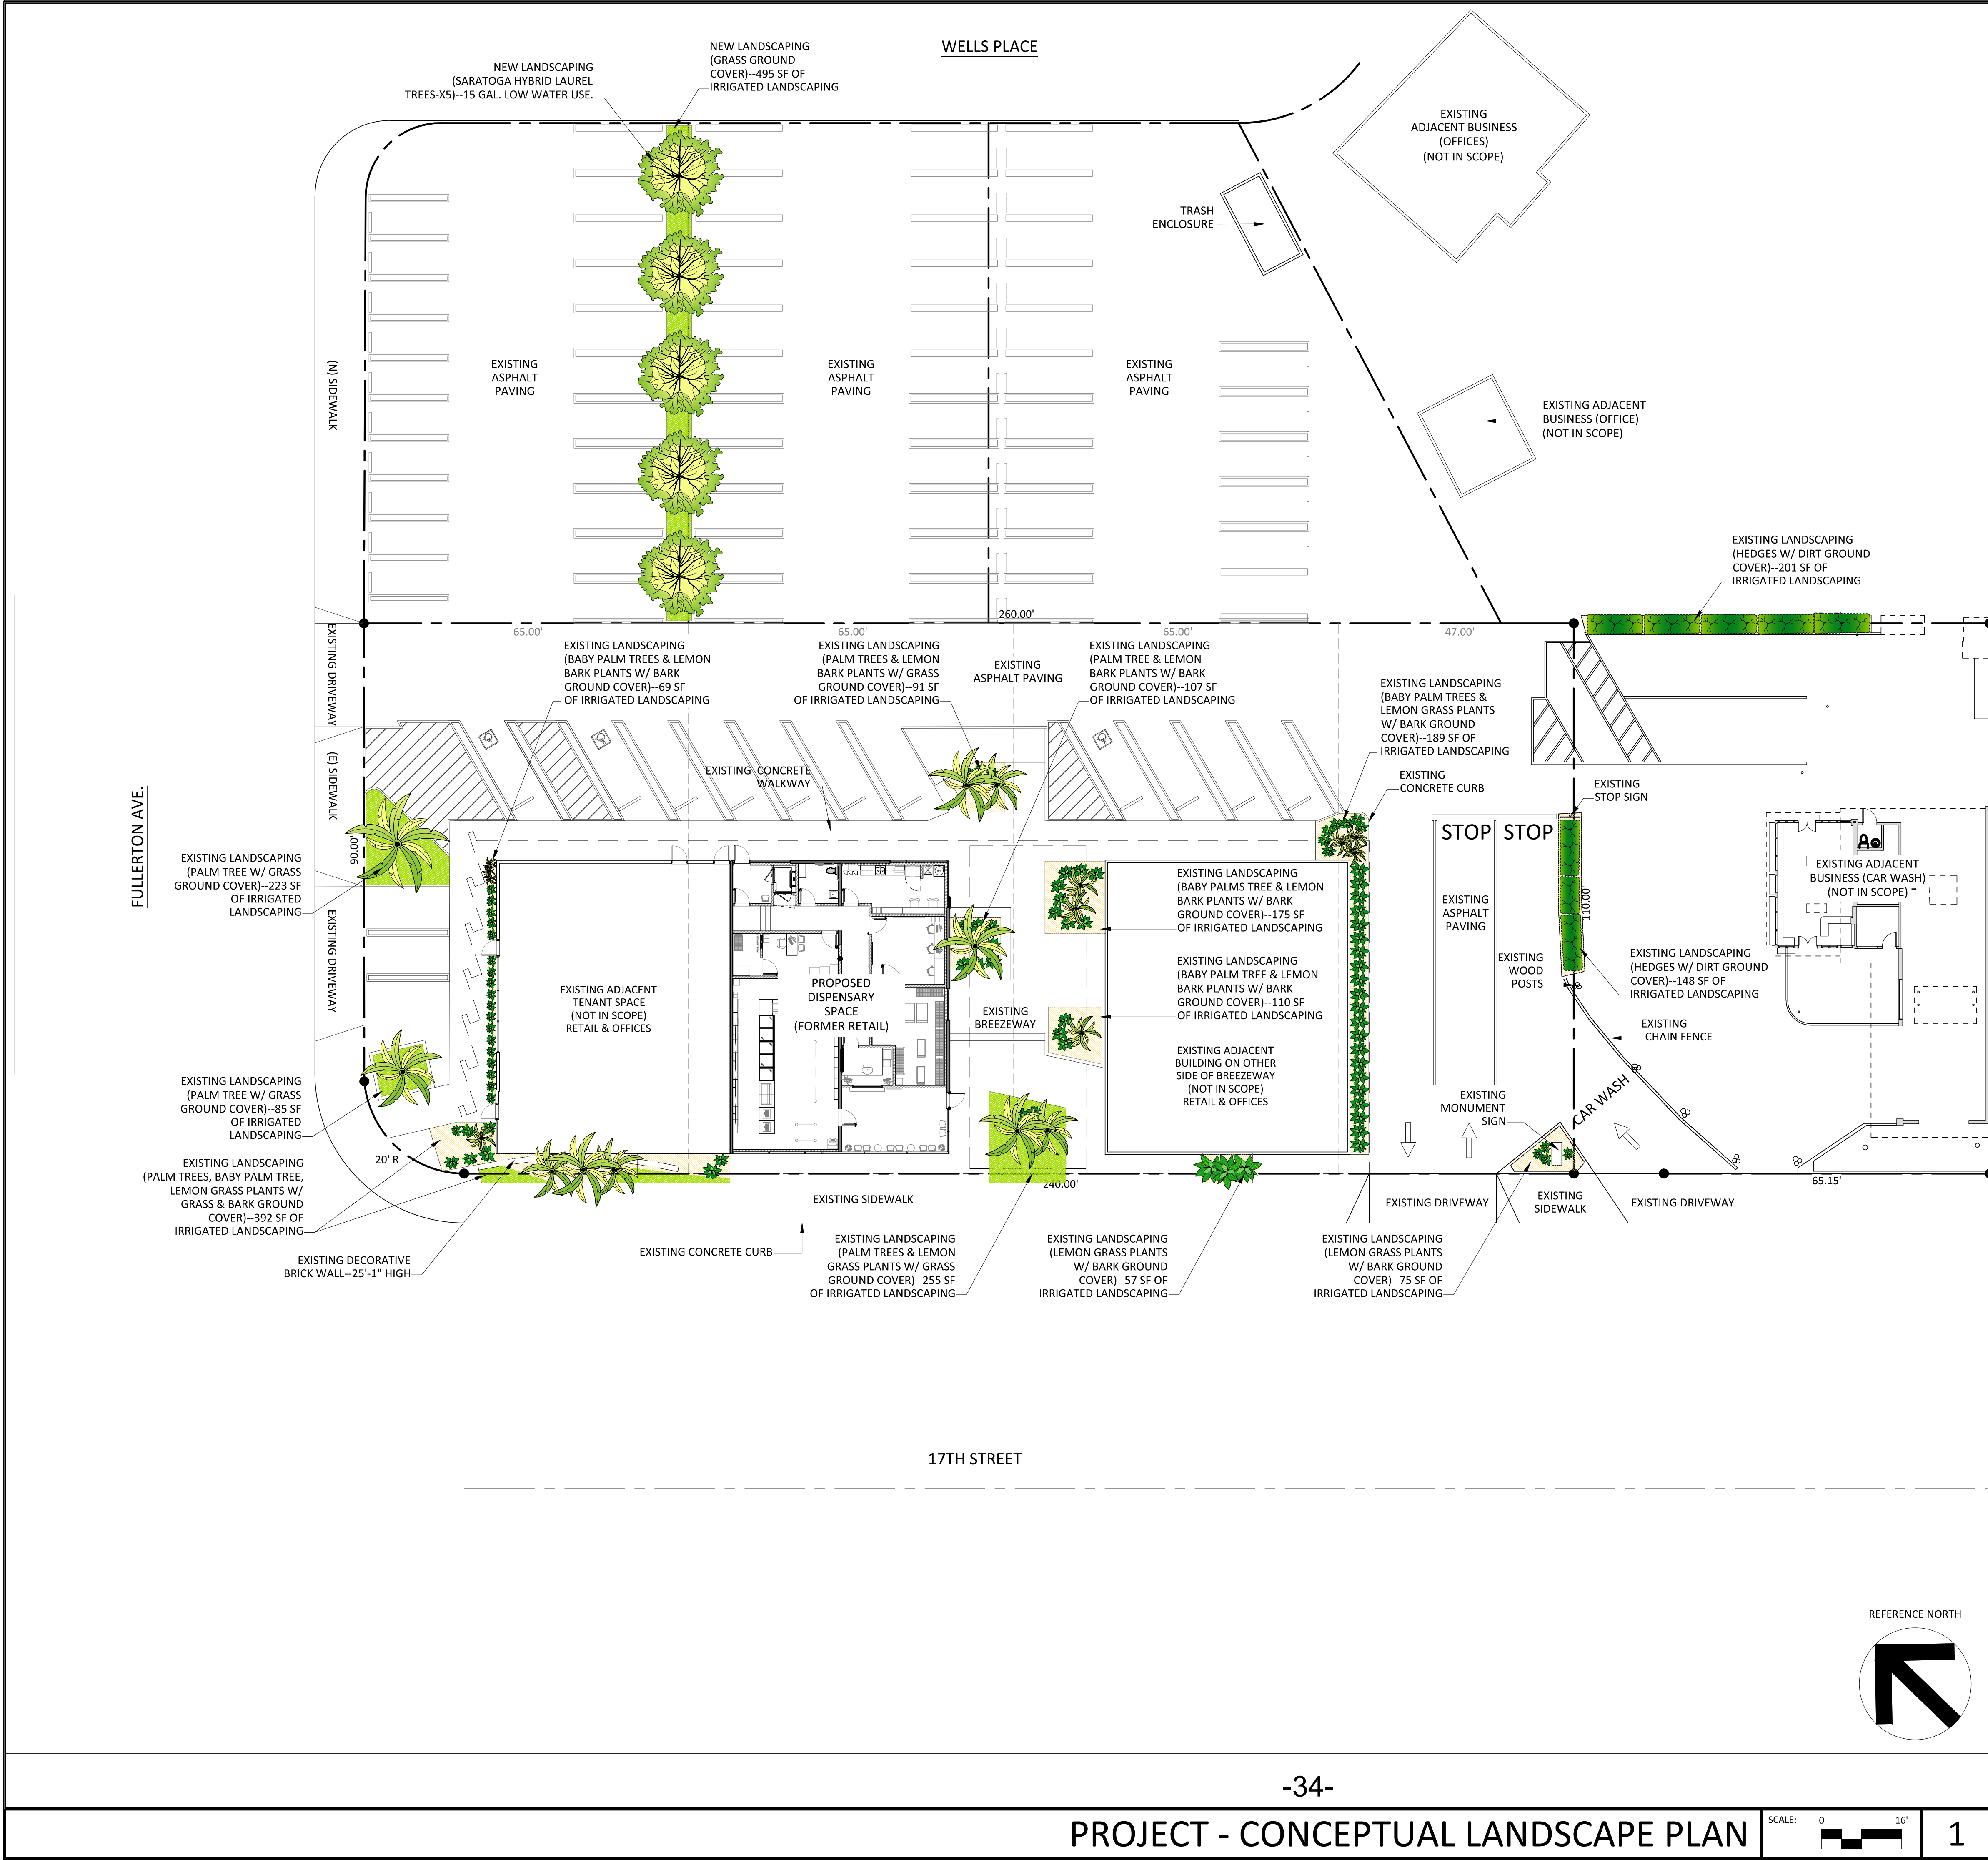 WELLS PLACE
NEW LANDSCAPING
(SARATOGA HYBRID LAUREL
TREES-X5)--15 GAL. LOW WATER USE.
NEW LANDSCAPING
(GRASS GROUND
COVER)--495 SF OF
IRRIGATED LANDSCAPING
EXISTING
ADJACENT BUSINESS
(OFFICES)
(NOT IN SCOPE)
TRASH
ENCLOSURE
(N) SIDEWALK
EXISTING
ASPHALT
PAVING
EXISTING
ASPHALT
PAVING
EXISTING
ASPHALT
PAVING
EXISTING ADJACENT
BUSINESS (OFFICE)
(NOT IN SCOPE)
EXISTING LANDSCAPING
(HEDGES W/ DIRT GROUND
COVER)--201 SF OF
IRRIGATED LANDSCAPING
260.00'
65.00'
65.00'
65.00'
47.00'
EXISTING DRIVEWAY
EXISTING LANDSCAPING
(BABY PALM TREES & LEMON
BARK PLANTS W/ BARK
GROUND COVER)--69 SF
OF IRRIGATED LANDSCAPING
EXISTING LANDSCAPING
(PALM TREES & LEMON
BARK PLANTS W/ GRASS
GROUND COVER)--91 SF
OF IRRIGATED LANDSCAPING
EXISTING
ASPHALT PAVING
EXISTING LANDSCAPING
(PALM TREE & LEMON
BARK PLANTS W/ BARK
GROUND COVER)--107 SF
OF IRRIGATED LANDSCAPING
EXISTING LANDSCAPING
(BABY PALM TREES &
LEMON GRASS PLANTS
W/ BARK GROUND
COVER)--189 SF OF
IRRIGATED LANDSCAPING
EXISTING
CONCRETE CURB
EXISTING
STOP SIGN
EXISTING CONCRETE
WALKWAY
(E) SIDEWALK
FULLERTON AVE.
90.00'
STOP
STOP
EXISTING LANDSCAPING
(PALM TREE W/ GRASS
GROUND COVER)--223 SF
OF IRRIGATED
LANDSCAPING
EXISTING DRIVEWAY
EXISTING ADJACENT
TENANT SPACE
(NOT IN SCOPE)
RETAIL & OFFICES
PROPOSED
DISPENSARY
SPACE
(FORMER RETAIL)
EXISTING
BREEZEWAY
EXISTING LANDSCAPING
(BABY PALMS TREE & LEMON
BARK PLANTS W/ BARK
GROUND COVER)--175 SF
OF IRRIGATED LANDSCAPING
EXISTING LANDSCAPING
(BABY PALM TREE & LEMON
BARK PLANTS W/ BARK
GROUND COVER)--110 SF
OF IRRIGATED LANDSCAPING
EXISTING ADJACENT
BUILDING ON OTHER
SIDE OF BREEZEWAY
(NOT IN SCOPE)
RETAIL & OFFICES
EXISTING
ASPHALT
PAVING
110.00'
EXISTING
WOOD
POSTS
EXISTING ADJACENT
BUSINESS (CAR WASH)
(NOT IN SCOPE)
EXISTING LANDSCAPING
(HEDGES W/ DIRT GROUND
COVER)--148 SF OF
IRRIGATED LANDSCAPING
EXISTING
CHAIN FENCE
EXISTING
MONUMENT
SIGN
CAR WASH
EXISTING LANDSCAPING
(PALM TREE W/ GRASS
GROUND COVER)--85 SF
OF IRRIGATED
LANDSCAPING
20' R
EXISTING LANDSCAPING
(PALM TREES, BABY PALM TREE,
LEMON GRASS PLANTS W/
GRASS & BARK GROUND
COVER)--392 SF OF
IRRIGATED LANDSCAPING
EXISTING DECORATIVE
BRICK WALL--25'-1" HIGH
EXISTING SIDEWALK
240.00'
EXISTING DRIVEWAY
EXISTING
SIDEWALK
EXISTING DRIVEWAY
65.15'
EXISTING CONCRETE CURB
EXISTING LANDSCAPING
(PALM TREES & LEMON
GRASS PLANTS W/ GRASS
GROUND COVER)--255 SF
OF IRRIGATED LANDSCAPING
EXISTING LANDSCAPING
(LEMON GRASS PLANTS
W/ BARK GROUND
COVER)--57 SF OF
IRRIGATED LANDSCAPING
EXISTING LANDSCAPING
(LEMON GRASS PLANTS
W/ BARK GROUND
COVER)--75 SF OF
IRRIGATED LANDSCAPING
17TH STREET
REFERENCE NORTH
-34-
PROJECT - CONCEPTUAL LANDSCAPE PLAN
SCALE:
0
16'
1